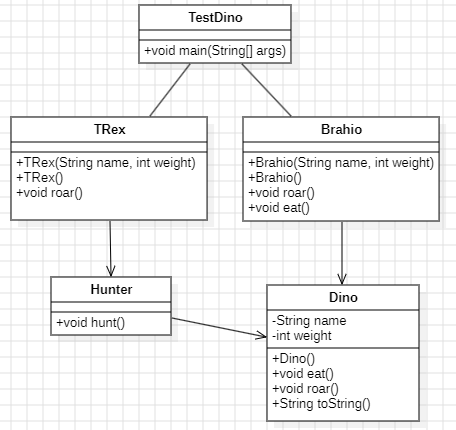 TestDino
+void main(String[] args)
TRex
+TRex(String name, int weight)
+TRex()
+void roar()
Brahio
+Brahio(String name, int weight)
+Brahio()
+void roar()
+void eat()
Hunter
+void hunt()
Dino
-String name
-int weight
+Dino()
+void eat()
+void roar()
+String toString()